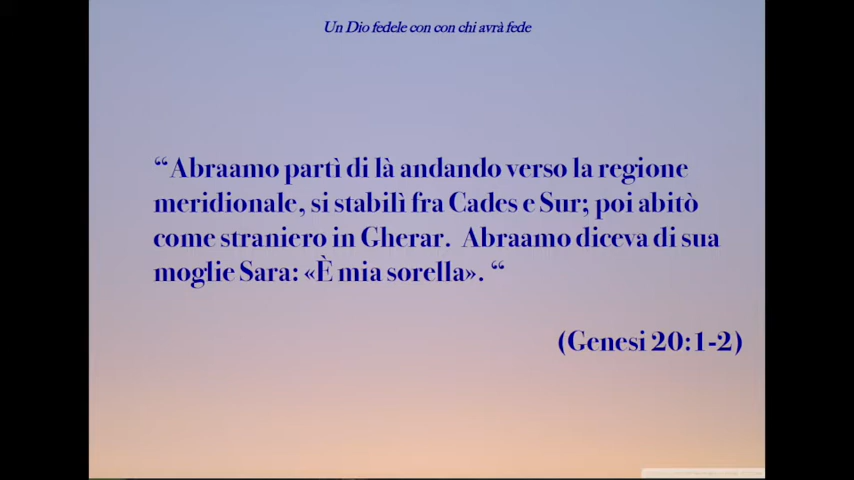 Un Dio fedele con con chi avrà fede
“Abraamo partì di là andando verso la regione
meridionale, si stabilì fra Cades e Sur; poi abitò
come straniero in Gherar. Abraamo diceva di sua
moglie Sara: «È mia sorella». “
(Genesi 20:1-2)